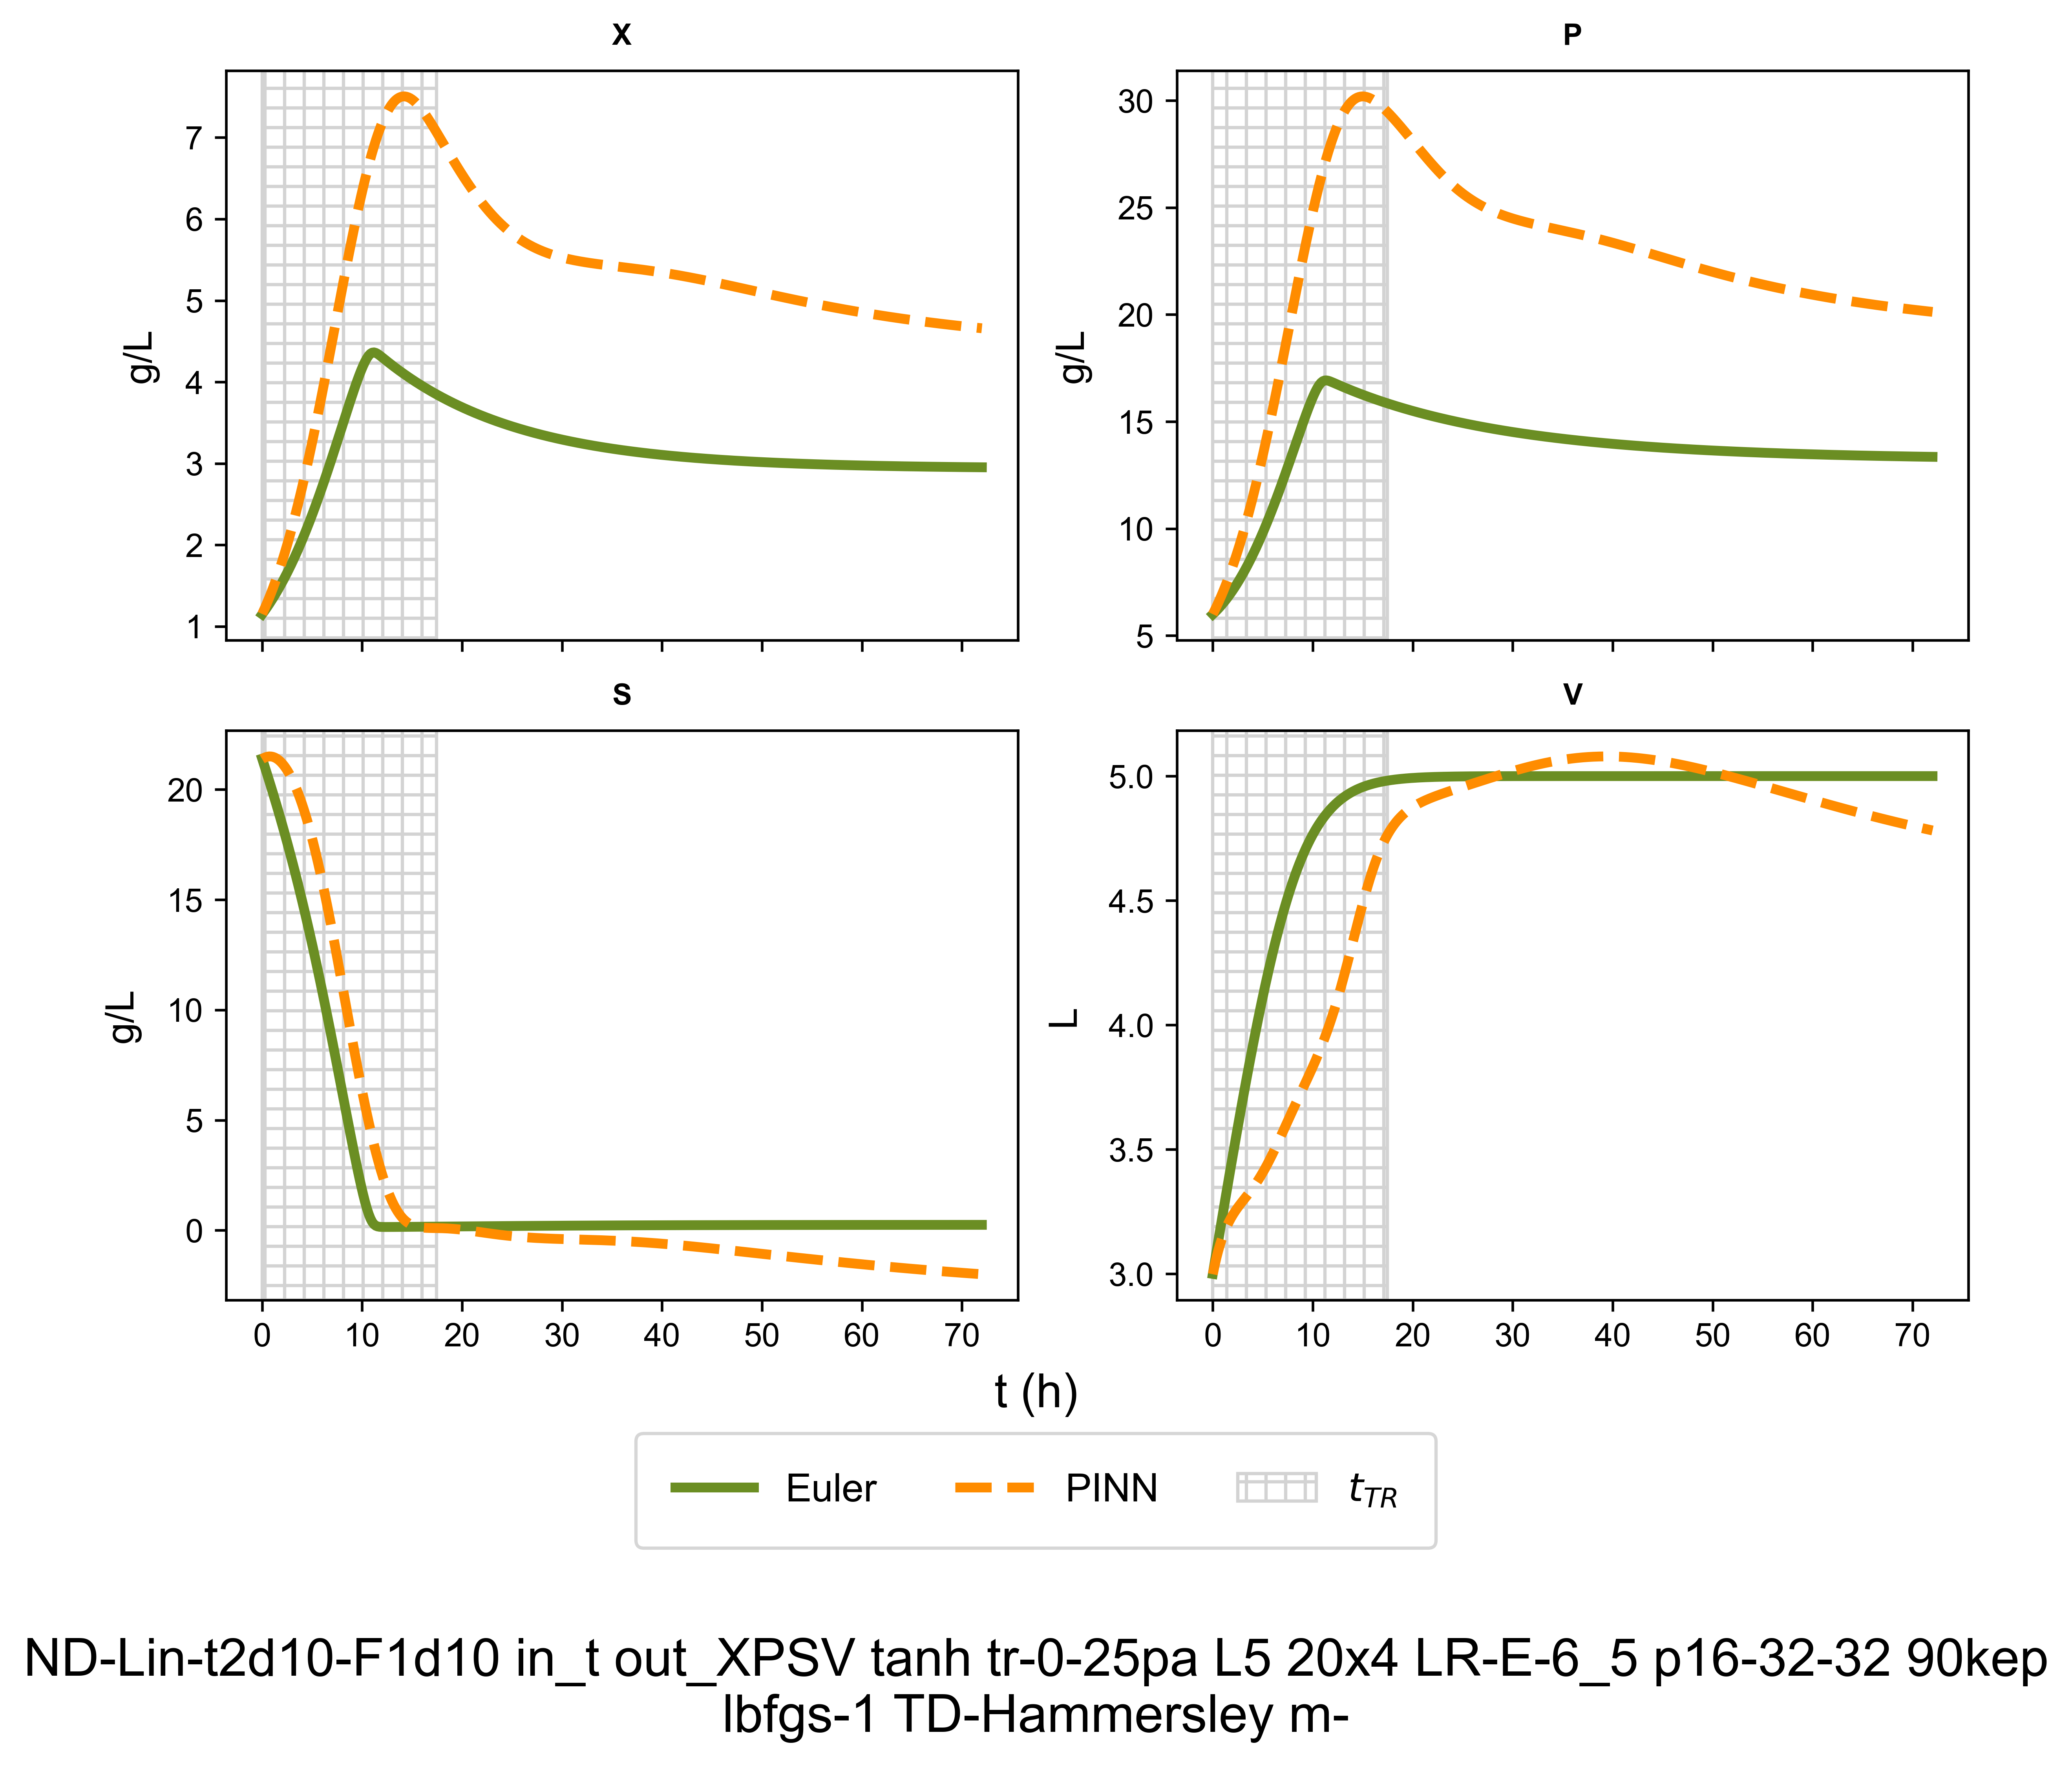 X
P
7
6
5
4
3
2
1
g/L
30
25
20
15
10
5
g/L
S
V
20
15
10
5
0
g/L
0 10 20 30 40 50 60 70
5.0
4.5
4.0
3.5
3.0
L
0 10 20 30 40 50 60 70
t (h)
Euler PINN t_TR
ND-Lin-t2d10-F1d10 in_t out_XPSV tanh tr-0-25pa L5 20x4 LR-E-6_5 p16-32-32 90kep
lbfgs-1 TD-Hammersley m-